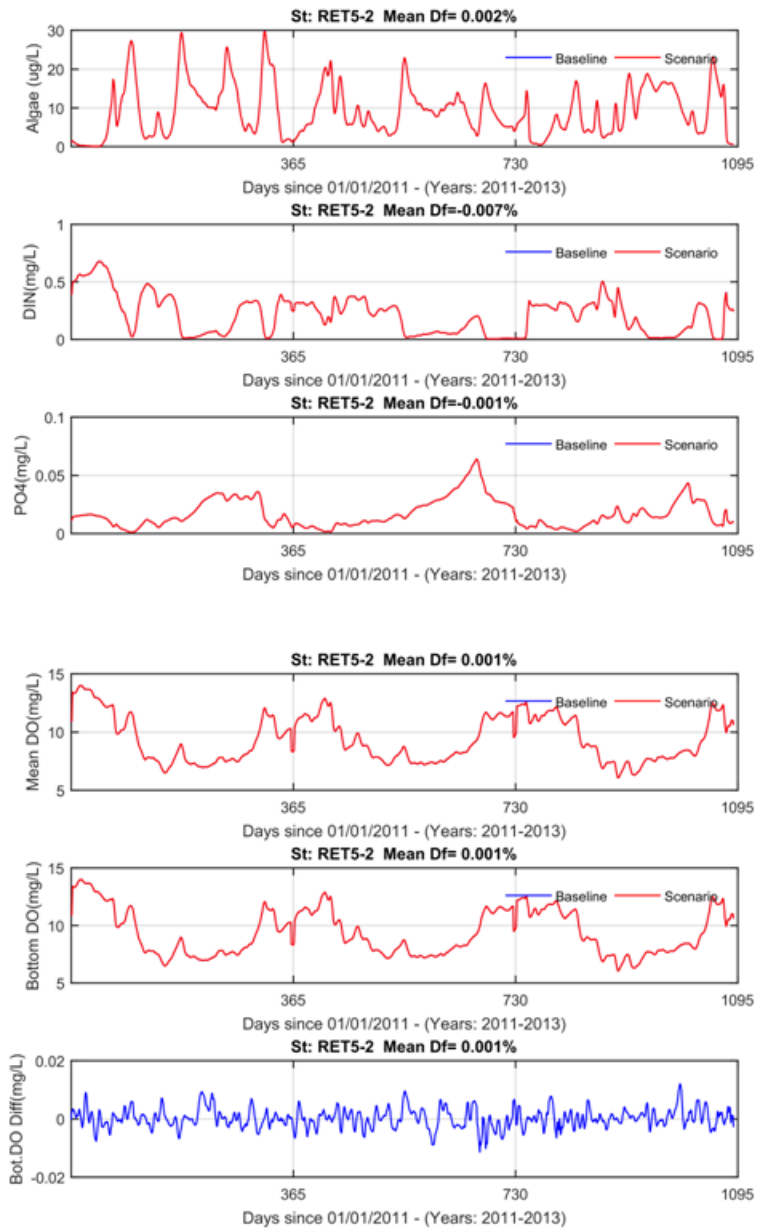 St: RET5-2 Mean Df= 0.002%
Algae (ug/L)
30
20
10
0
Baseline
Scenario
365
730
1095
Days since 01/01/2011 - (Years: 2011-2013)
St: RET5-2 Mean Df=-0.007%
DIN(mg/L)
1
0.5
0
Baseline
Scenario
365
730
1095
Days since 01/01/2011 - (Years: 2011-2013)
St: RET5-2 Mean Df=-0.001%
PO4(mg/L)
0.1
0.05
0
Baseline
Scenario
365
730
1095
Days since 01/01/2011 - (Years: 2011-2013)
St: RET5-2 Mean Df= 0.001%
Mean DO(mg/L)
15
10
5
Baseline
Scenario
365
730
1095
Days since 01/01/2011 - (Years: 2011-2013)
St: RET5-2 Mean Df= 0.001%
Bottom DO(mg/L)
15
10
5
Baseline
Scenario
365
730
1095
Days since 01/01/2011 - (Years: 2011-2013)
St: RET5-2 Mean Df= 0.001%
Bot.DO Diff(mg/L)
0.02
0
-0.02
365
730
1095
Days since 01/01/2011 - (Years: 2011-2013)